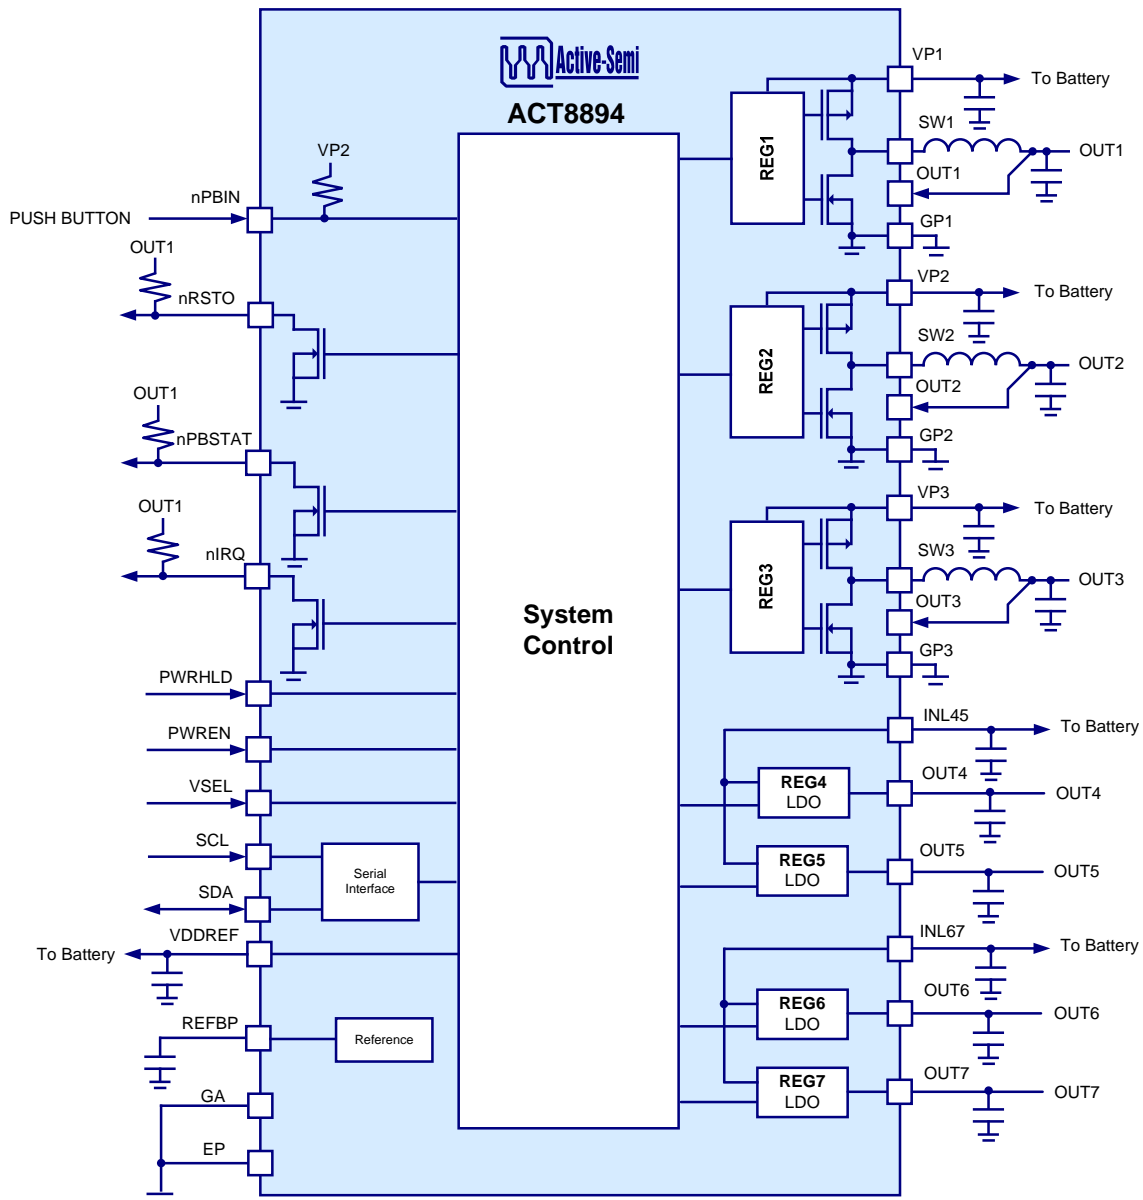 Active-Semi
ACT8894
VP2
nPBIN
PUSH BUTTON
OUT1
nRSTO
OUT1
nPBSTAT
OUT1
nIRQ
PWRHLD
PWREN
VSEL
SCL
SDA
Serial
Interface
VDDREF
To Battery
REFBP
Reference
GA
EP
System
Control
VP1
To Battery
REG1
SW1
OUT1
OUT1
GP1
VP2
To Battery
REG2
SW2
OUT2
OUT2
GP2
VP3
To Battery
REG3
SW3
OUT3
OUT3
GP3
INL45
To Battery
REG4
LDO
OUT4
OUT4
REG5
LDO
OUT5
OUT5
INL67
To Battery
REG6
LDO
OUT6
OUT6
REG7
LDO
OUT7
OUT7